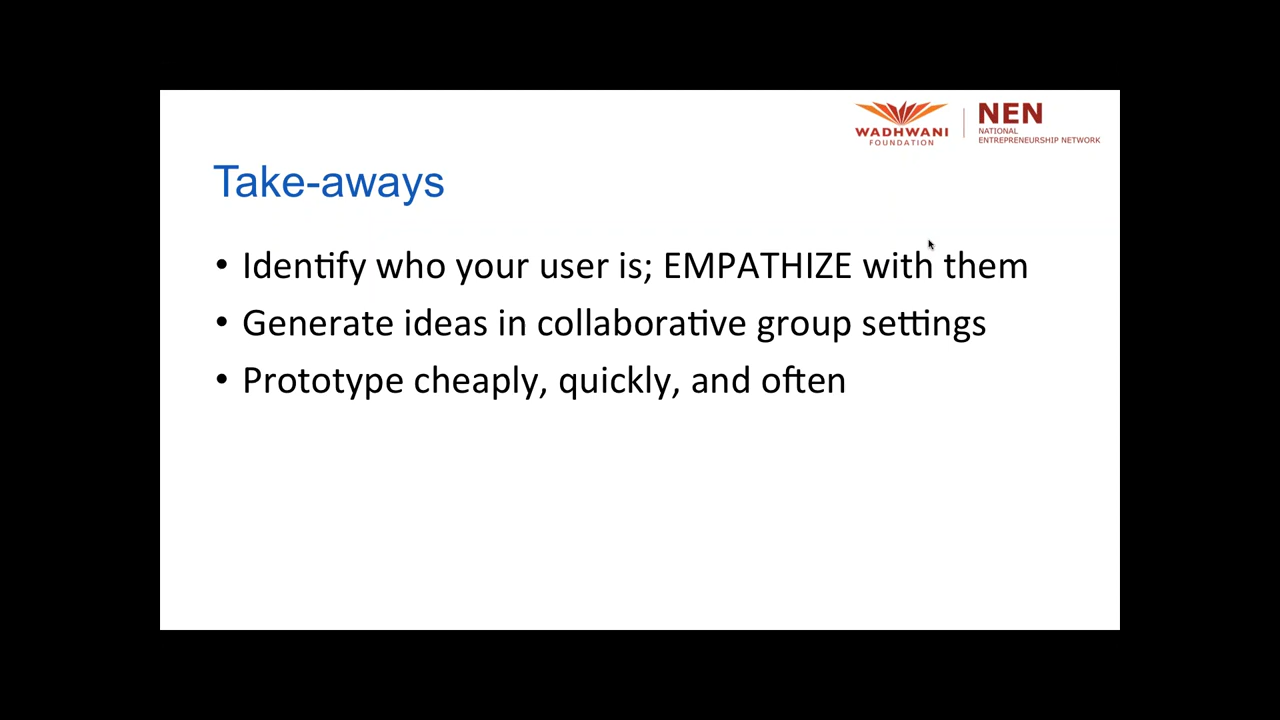 WADHWANI
FOUNDATION
NEN
NATIONAL
ENTREPRENEURSHIP NETWORK
Take-aways
• Identify who your user is; EMPATHIZE with them
• Generate ideas in collaborative group settings
• Prototype cheaply, quickly, and often